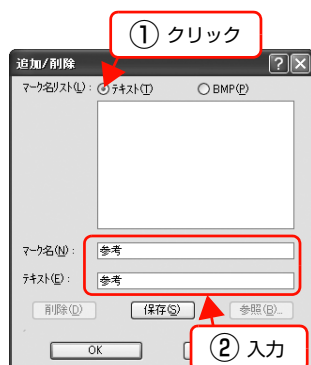 ① クリック
追加/削除
マーク名リスト(L): テキスト(T) BMP(P)
マーク名(N): 参考
テキスト(E): 参考
削除(D) 保存(S) 参照(B)...
OK
② 入力